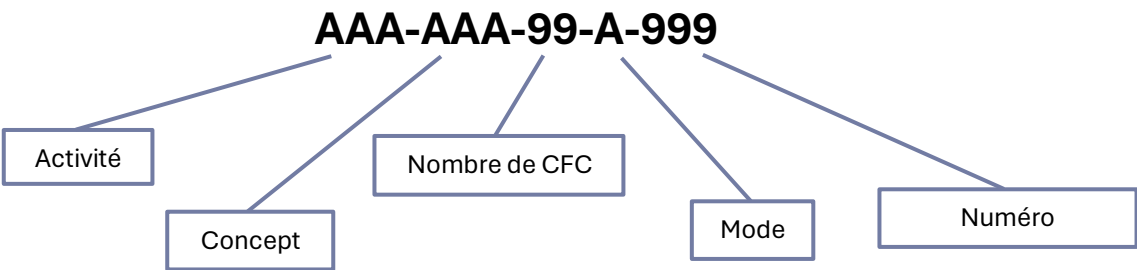 AAA-AAA-99-A-999
Activité
Nombre de CFC
Concept
Mode
Numéro